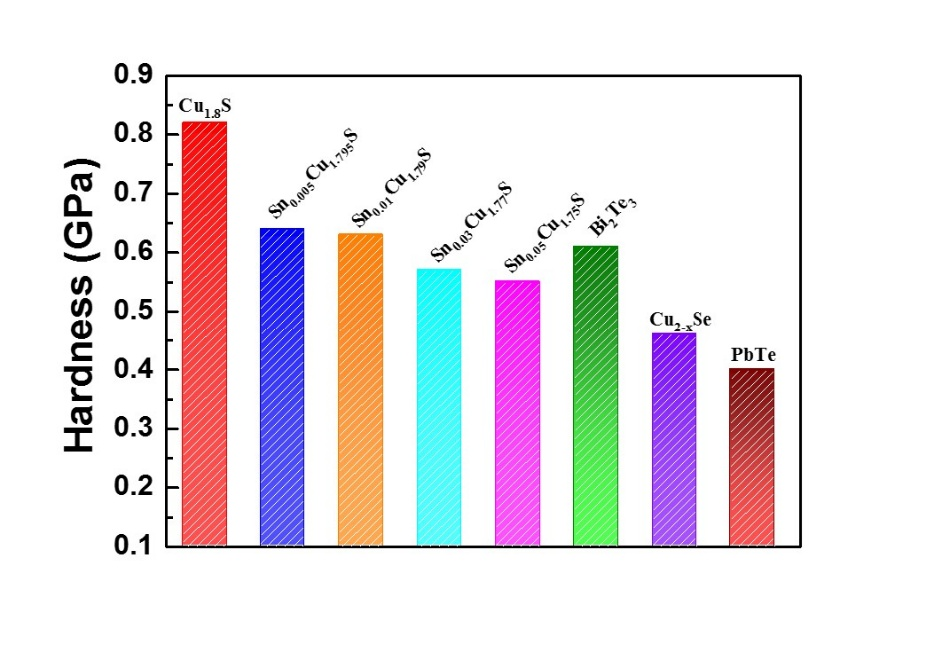 0.9
0.8
0.7
0.6
0.5
0.4
0.3
0.2
0.1
Hardness (GPa)
Cu₁.₈S
Sn₀.₀₀₅Cu₁.₇₉₅S
Sn₀.₀₁Cu₁.₇₉S
Sn₀.₀₃Cu₁.₇₇S
Sn₀.₀₅Cu₁.₇₅S
Bi₂Te₃
Cu₂₋ₓSe
PbTe